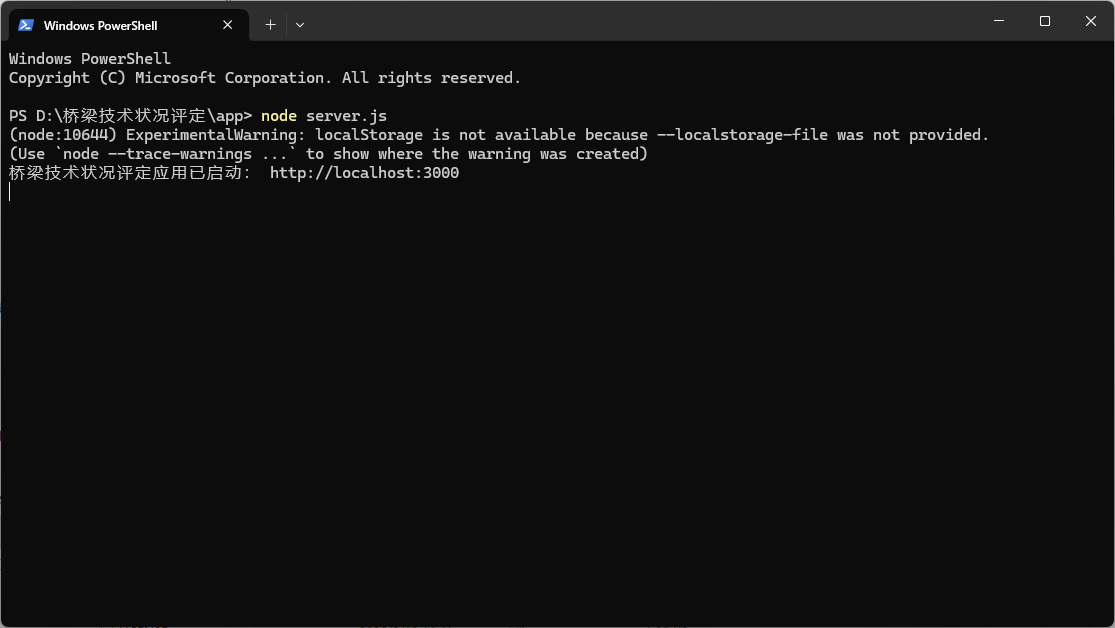 Windows PowerShell
Windows PowerShell
Copyright (C) Microsoft Corporation. All rights reserved.
PS D:\桥梁技术状况评定\app> node server.js
(node:10644) ExperimentalWarning: localStorage is not available because --localstorage-file was not provided.
(Use `node --trace-warnings ...` to show where the warning was created)
桥梁技术状况评定应用已启动： http://localhost:3000